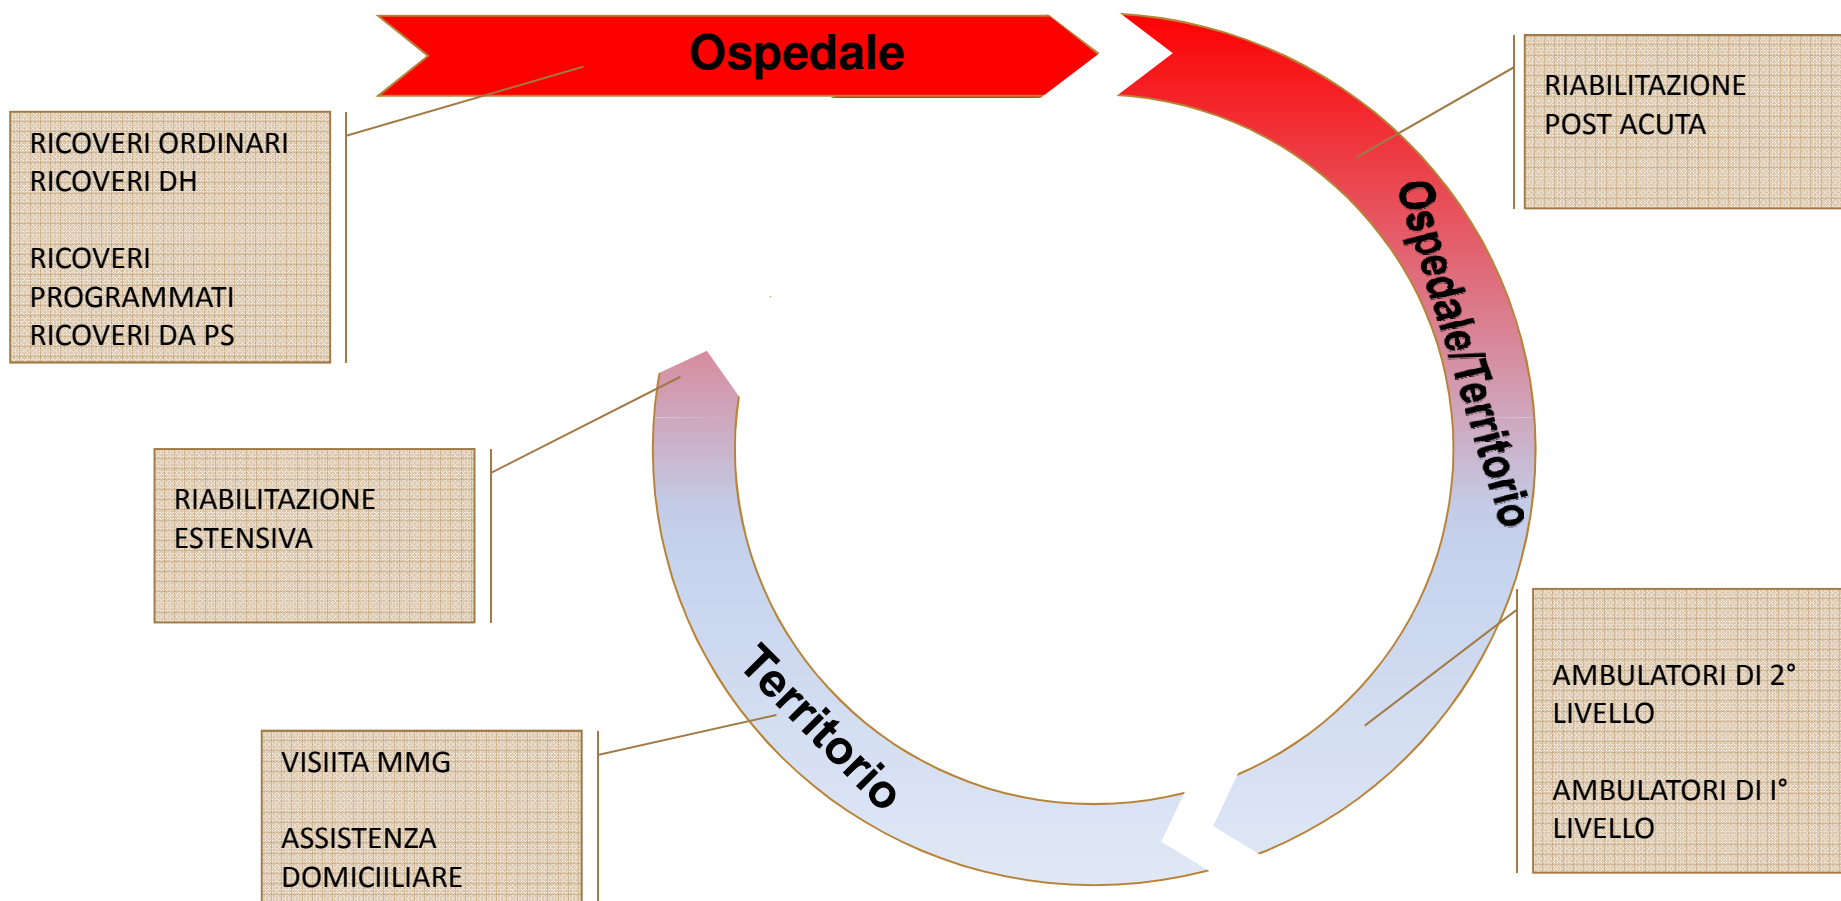 Ospedale
RIABILITAZIONE
POST ACUTA
RICOVERI ORDINARI
RICOVERI DH
RICOVERI
PROGRAMMATI
RICOVERI DA PS
Ospedale/Territorio
RIABILITAZIONE
ESTENSIVA
AMBULATORI DI 2°
LIVELLO
AMBULATORI DI I°
LIVELLO
Territorio
VISIITA MMG
ASSISTENZA
DOMICIILIARE